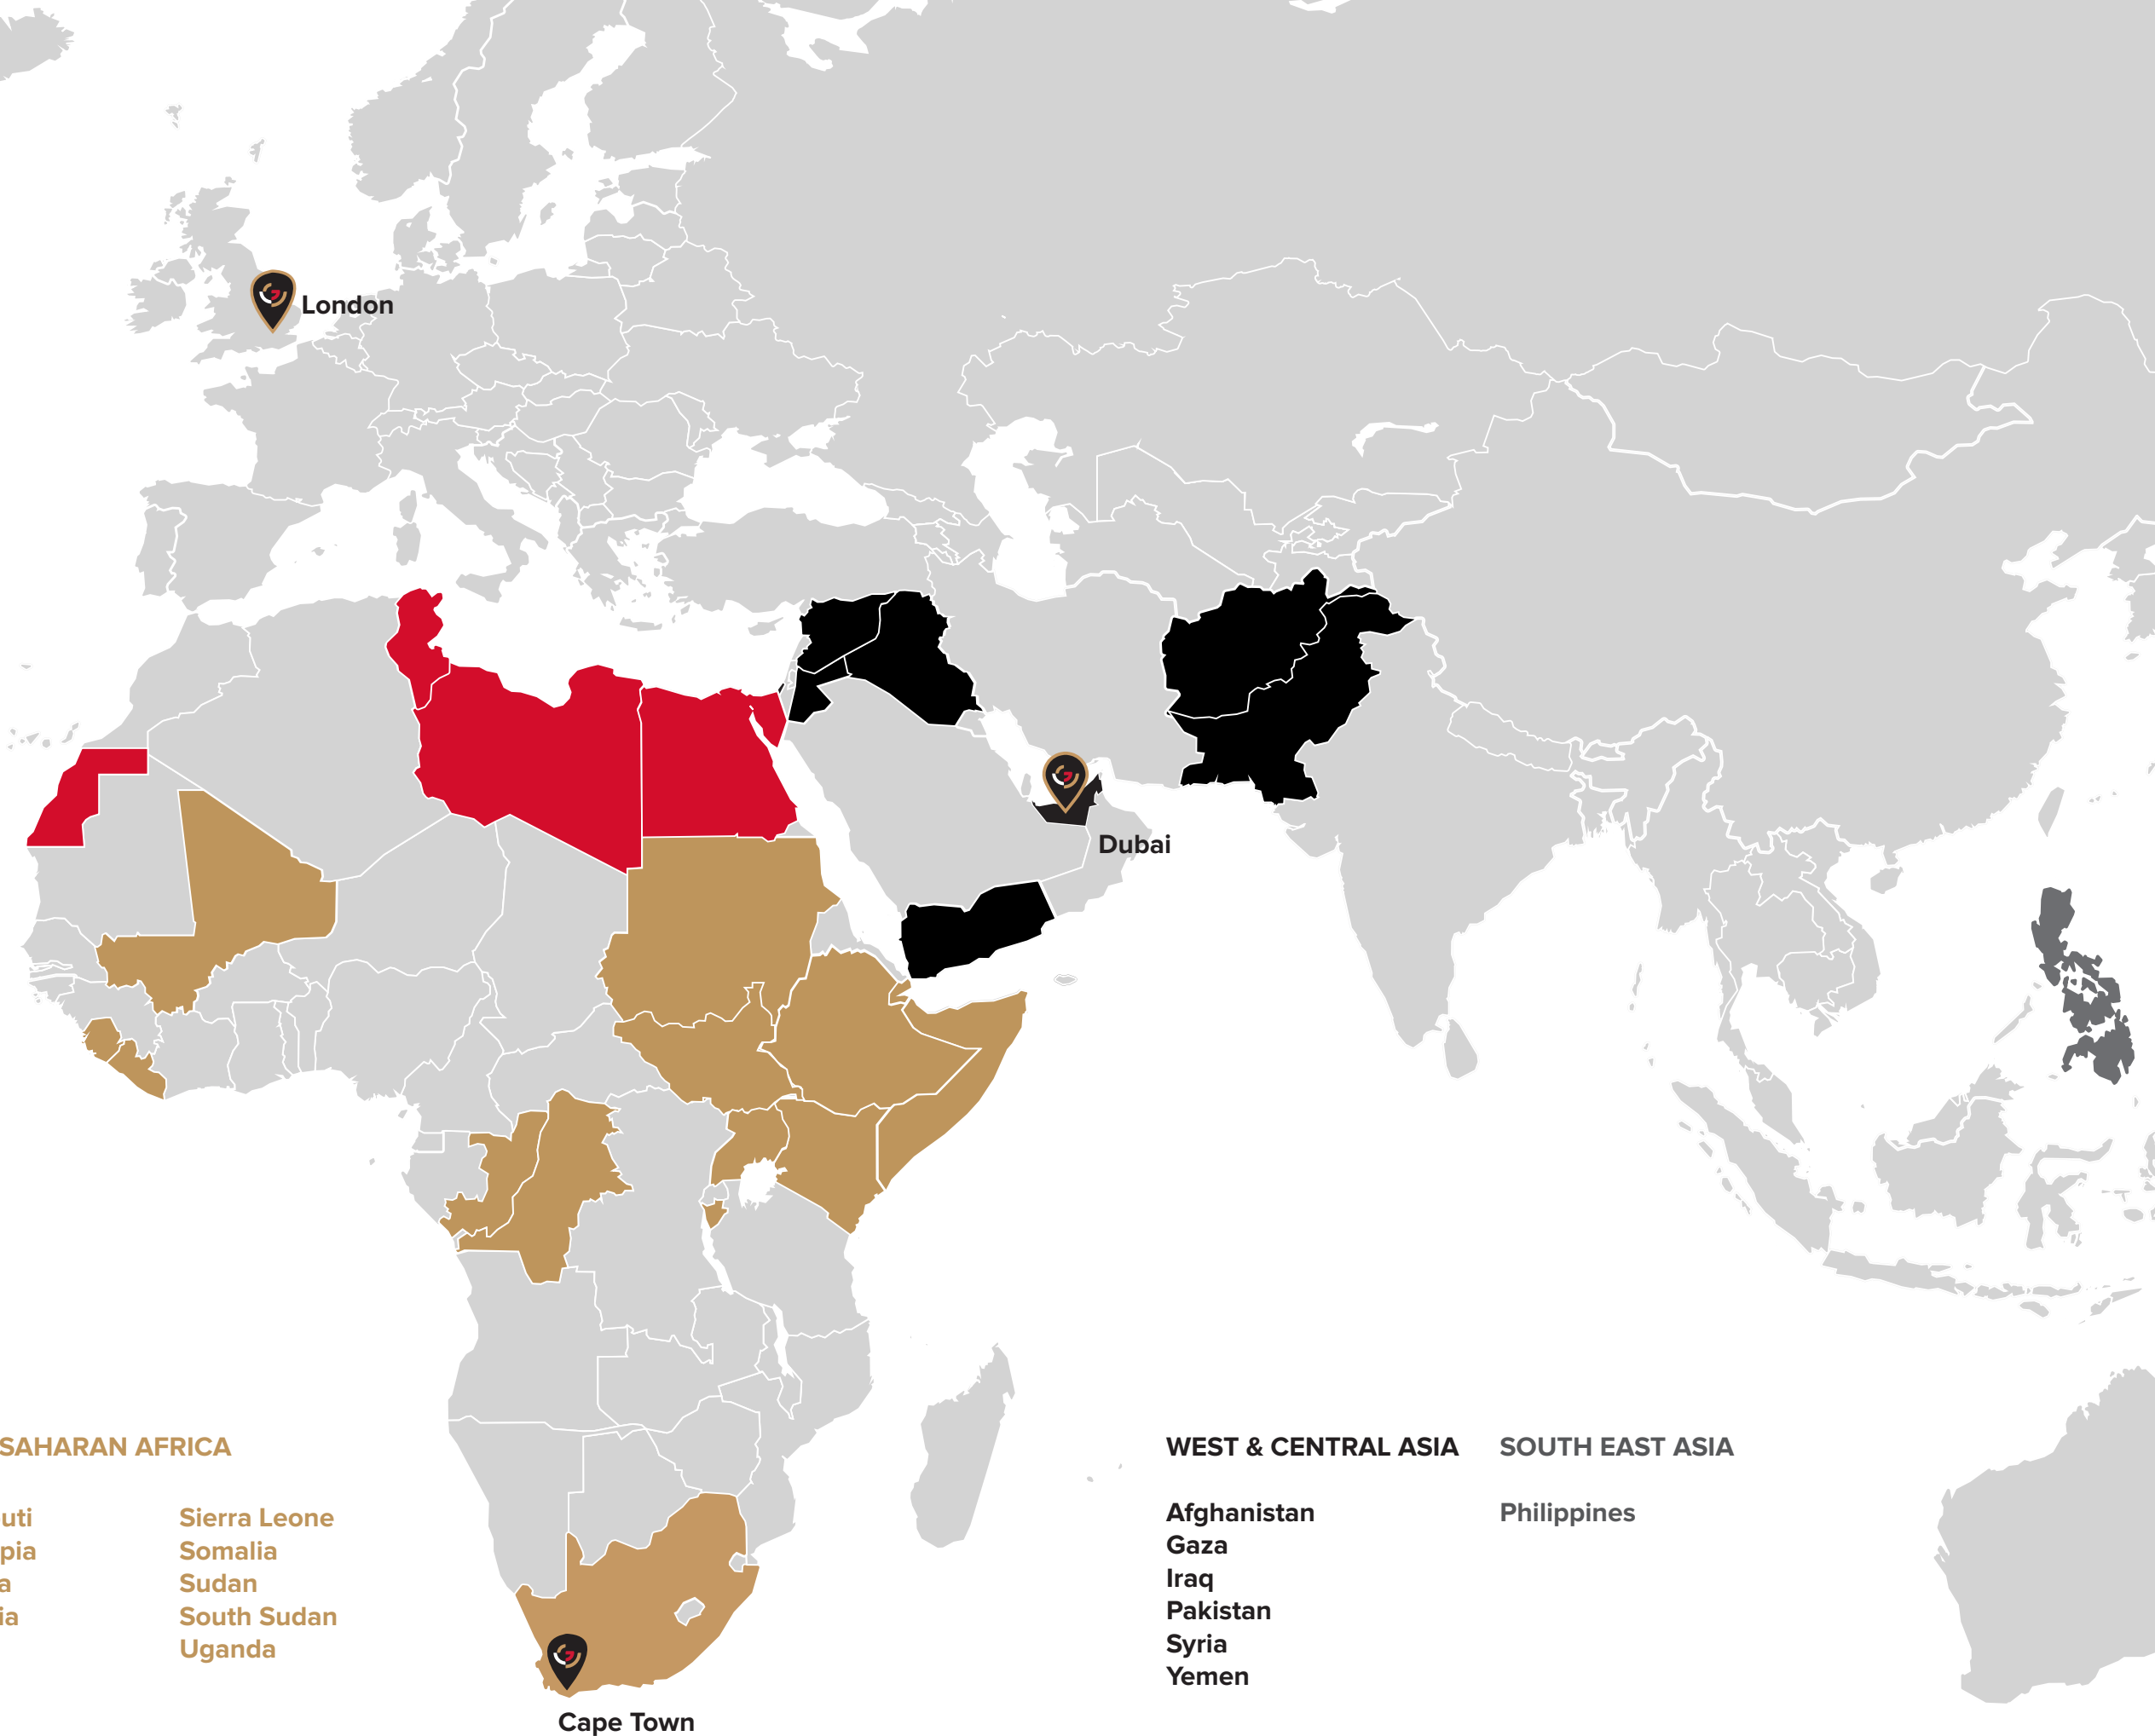 London
Dubai
SAHARAN AFRICA
uti
pia
a
ia
Sierra Leone
Somalia
Sudan
South Sudan
Uganda
Cape Town
WEST & CENTRAL ASIA
Afghanistan
Gaza
Iraq
Pakistan
Syria
Yemen
SOUTH EAST ASIA
Philippines